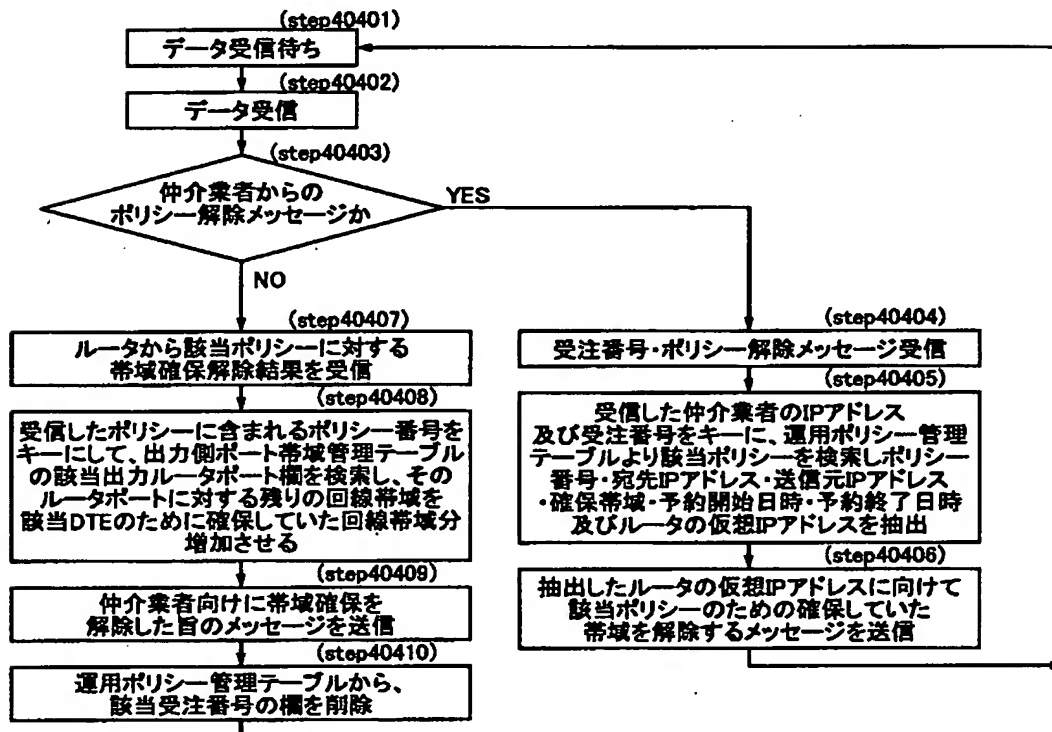 (step40401)
データ受信待ち
(step40402)
データ受信
(step40403)
仲介業者からの
ポリシー解除メッセージか
YES
NO
(step40407)
ルータから該当ポリシーに対する
帯域確保解除結果を受信
(step40408)
受信したポリシーに含まれるポリシー番号を
キーにして、出力側ポート帯域管理テーブル
の該当出力ルータポート欄を検索し、その
ルータポートに対する残りの回線帯域を
該当DTEのために確保していた回線帯域分
増加させる
(step40409)
仲介業者向けに帯域確保を
解除した旨のメッセージを送信
(step40410)
運用ポリシー管理テーブルから、
該当受注番号の欄を削除
(step40404)
受注番号・ポリシー解除メッセージ受信
(step40405)
受信した仲介業者のIPアドレス
及び受注番号をキーに、運用ポリシー管理
テーブルより該当ポリシーを検索しポリシー
番号・宛先IPアドレス・送信元IPアドレス
・確保帯域・予約開始日時・予約終了日時
及びルータの仮想IPアドレスを抽出
(step40406)
抽出したルータの仮想IPアドレスに向けて
該当ポリシーのための確保していた
帯域を解除するメッセージを送信